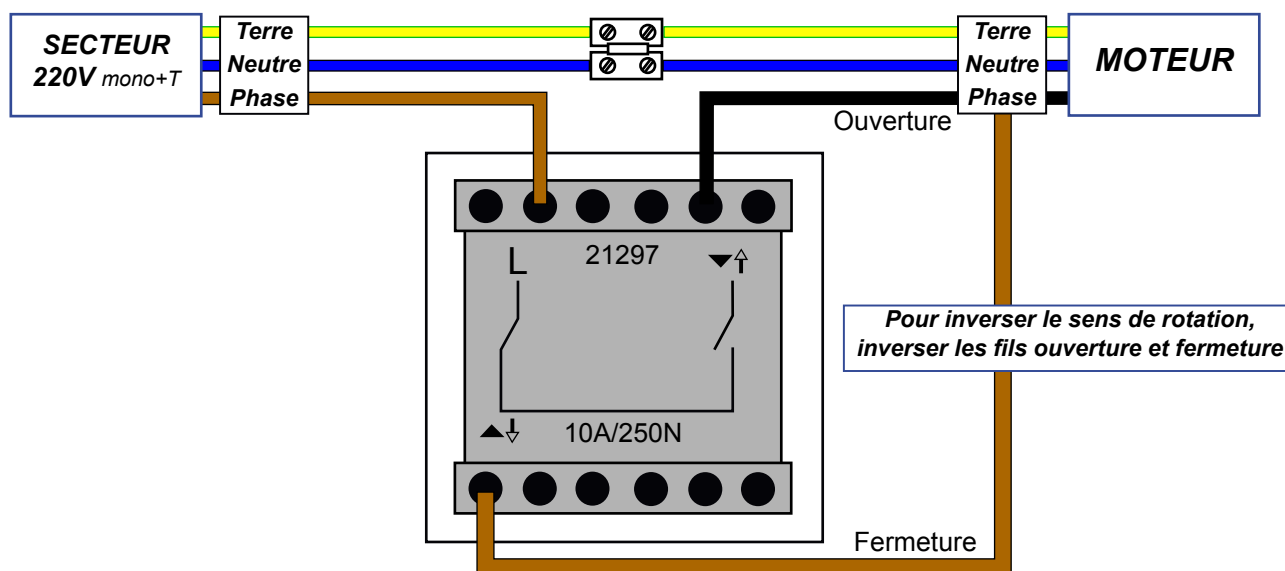 SECTEUR
220V mono+T
Terre
Neutre
Phase
Terre
Neutre
Phase
MOTEUR
Ouverture
L
21297
Pour inverser le sens de rotation,
inverser les fils ouverture et fermeture
10A/250N
Fermeture